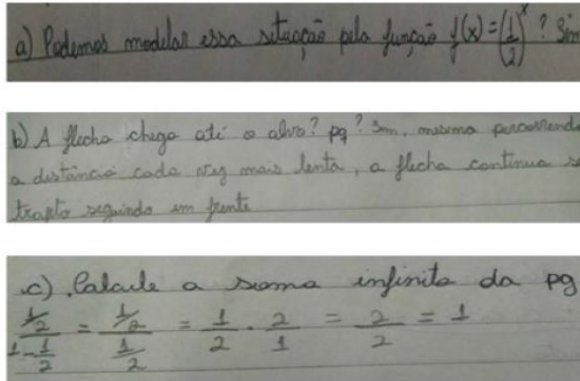 a) Podemos modelar essa situação pela função f(x) = (1/2)^x ? Sim
b) A flecha chega até o alvo? pq? Sim, mesmo percorrendo
a distância cada vez mais lenta, a flecha continua s
trajeto seguindo em frente
c) Calcule a soma infinita da pg
(1/2)/(1-1/2) = (1/2)/(1/2) = 1/2 · 2/1 = 2/2 = 1